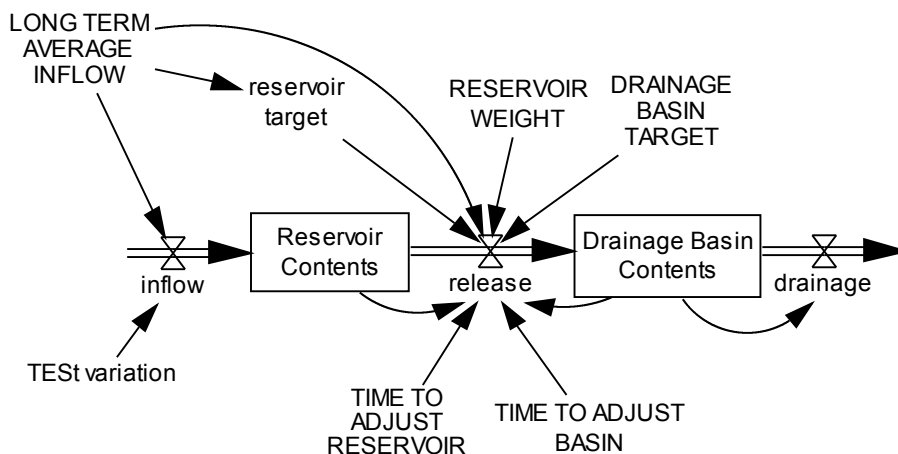 LONG TERM
AVERAGE
INFLOW
reservoir
target
RESERVOIR
WEIGHT
DRAINAGE
BASIN
TARGET
Reservoir
Contents
Drainage Basin
Contents
inflow
release
drainage
TESt variation
TIME TO
ADJUST
RESERVOIR
TIME TO ADJUST
BASIN